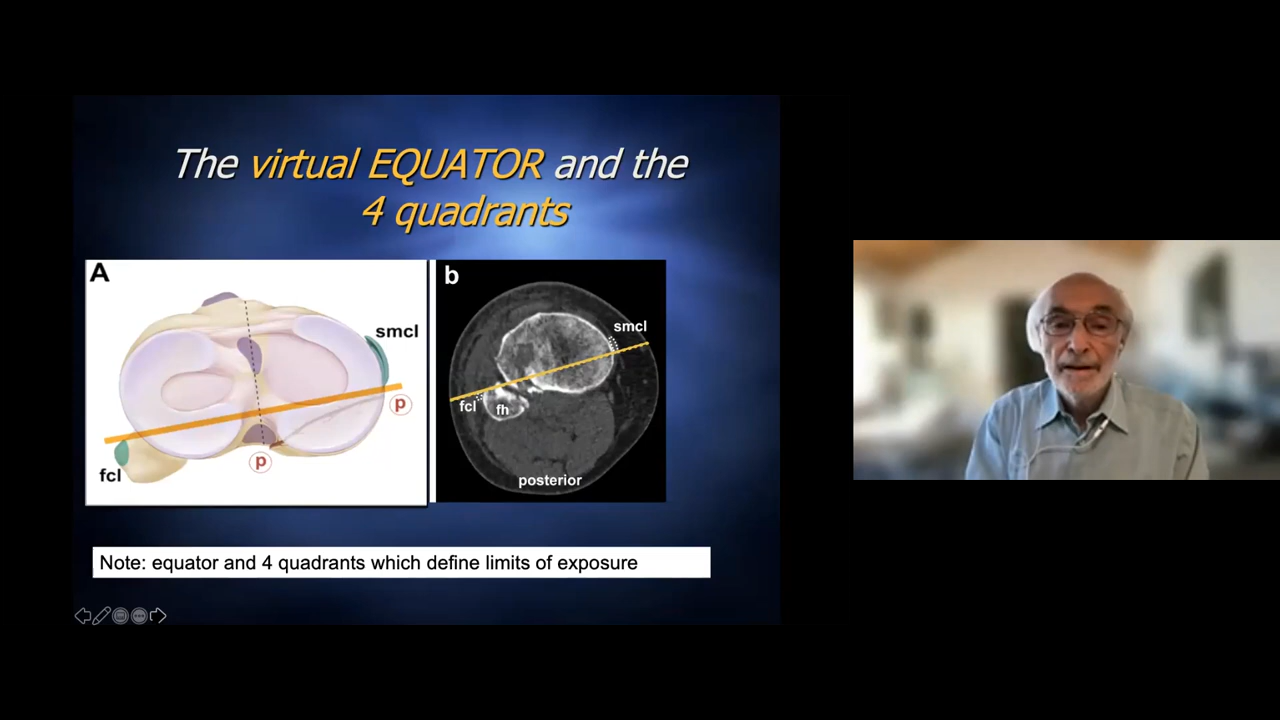 The virtual EQUATOR and the
4 quadrants
A
smcl
p
p
fcl
b
smcl
fcl
fh
posterior
Note: equator and 4 quadrants which define limits of exposure